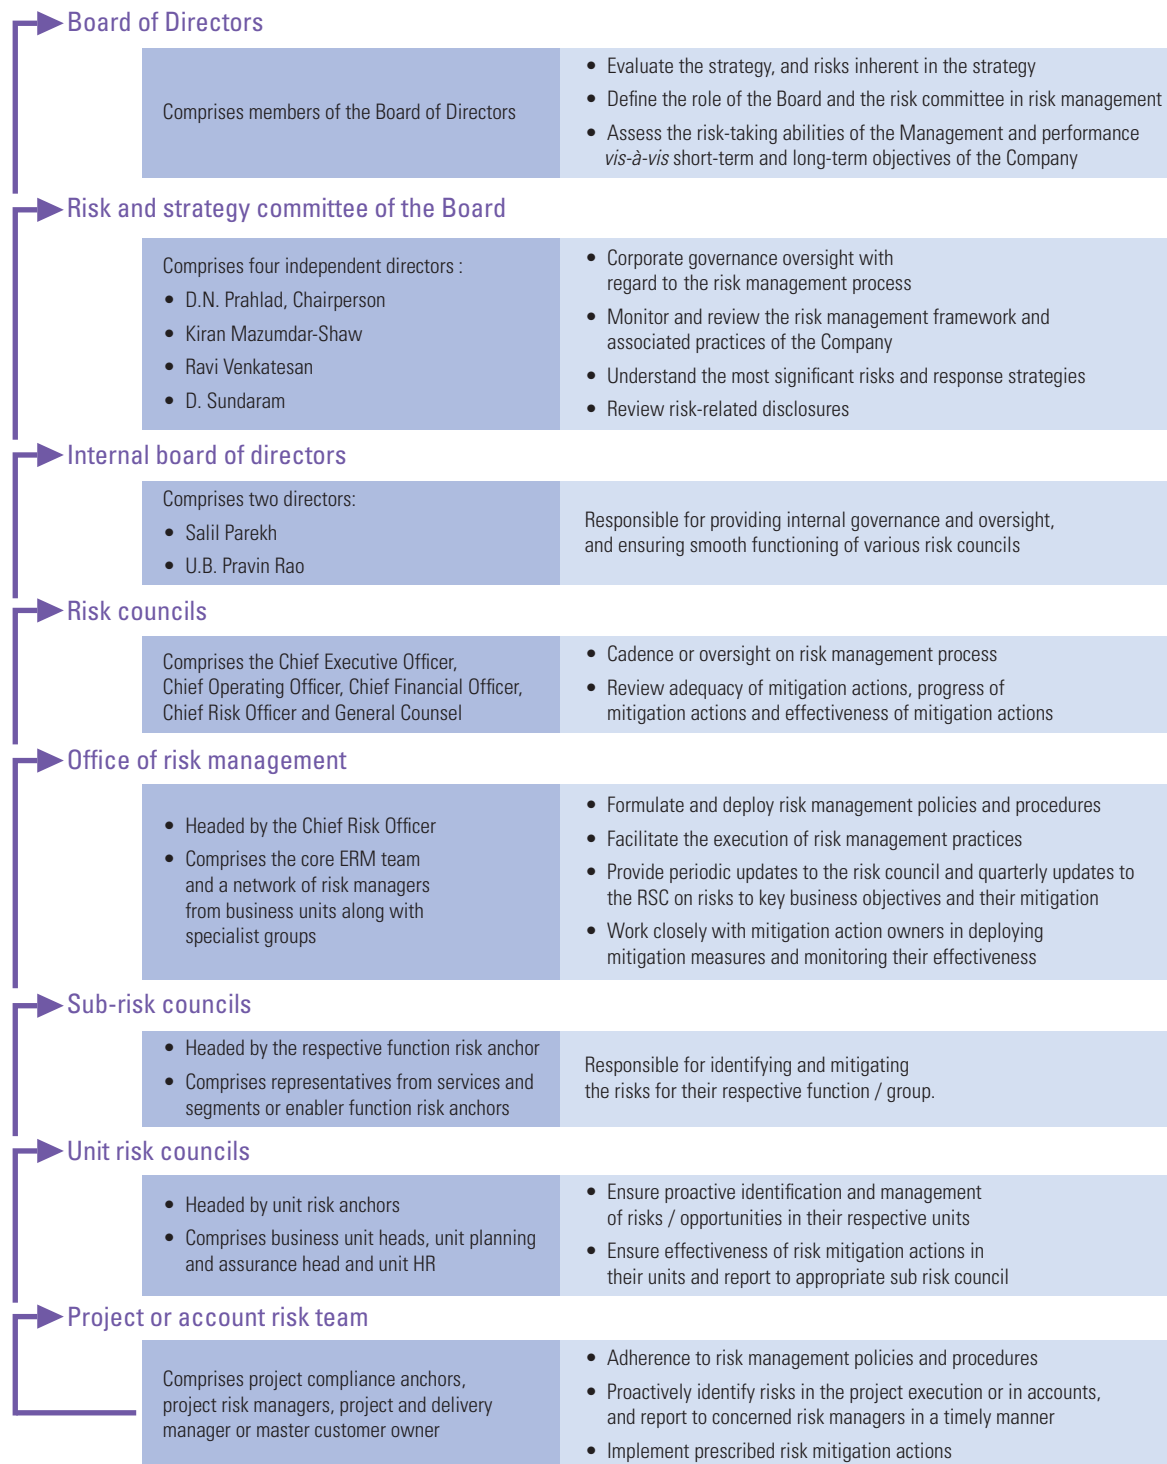 Board of Directors
Comprises members of the Board of Directors
• Evaluate the strategy, and risks inherent in the strategy
• Define the role of the Board and the risk committee in risk management
• Assess the risk-taking abilities of the Management and performance
vis-à-vis short-term and long-term objectives of the Company
Risk and strategy committee of the Board
Comprises four independent directors :
• D.N. Prahlad, Chairperson
• Kiran Mazumdar-Shaw
• Ravi Venkatesan
• D. Sundaram
• Corporate governance oversight with
regard to the risk management process
• Monitor and review the risk management framework and
associated practices of the Company
• Understand the most significant risks and response strategies
• Review risk-related disclosures
Internal board of directors
Comprises two directors:
• Salil Parekh
• U.B. Pravin Rao
Responsible for providing internal governance and oversight,
and ensuring smooth functioning of various risk councils
Risk councils
Comprises the Chief Executive Officer,
Chief Operating Officer, Chief Financial Officer,
Chief Risk Officer and General Counsel
• Cadence or oversight on risk management process
• Review adequacy of mitigation actions, progress of
mitigation actions and effectiveness of mitigation actions
Office of risk management
• Headed by the Chief Risk Officer
• Comprises the core ERM team
and a network of risk managers
from business units along with
specialist groups
• Formulate and deploy risk management policies and procedures
• Facilitate the execution of risk management practices
• Provide periodic updates to the risk council and quarterly updates to
the RSC on risks to key business objectives and their mitigation
• Work closely with mitigation action owners in deploying
mitigation measures and monitoring their effectiveness
Sub-risk councils
• Headed by the respective function risk anchor
• Comprises representatives from services and
segments or enabler function risk anchors
Responsible for identifying and mitigating
the risks for their respective function / group.
Unit risk councils
• Headed by unit risk anchors
• Comprises business unit heads, unit planning
and assurance head and unit HR
• Ensure proactive identification and management
of risks / opportunities in their respective units
• Ensure effectiveness of risk mitigation actions in
their units and report to appropriate sub risk council
Project or account risk team
Comprises project compliance anchors,
project risk managers, project and delivery
manager or master customer owner
• Adherence to risk management policies and procedures
• Proactively identify risks in the project execution or in accounts,
and report to concerned risk managers in a timely manner
• Implement prescribed risk mitigation actions